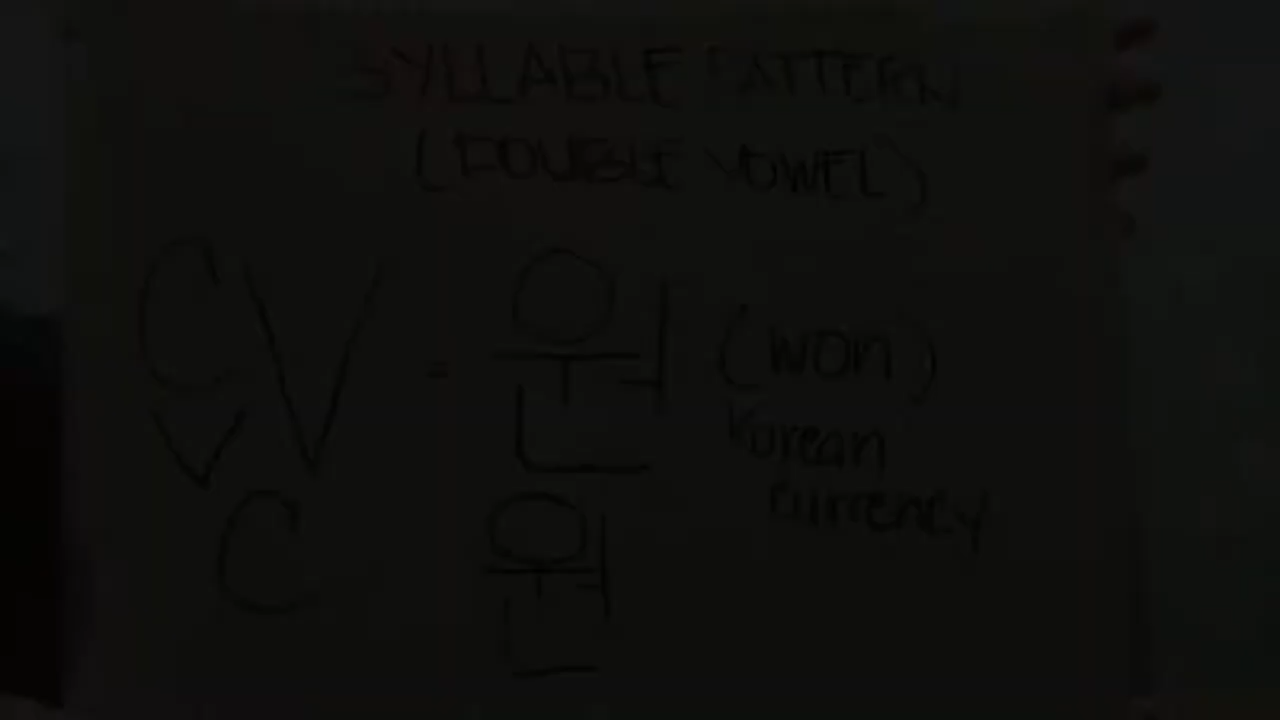 SYLLABLE PATTERN
(DOUBLE VOWEL)
CV = 원 (won)
V
Korean
currency
C
원